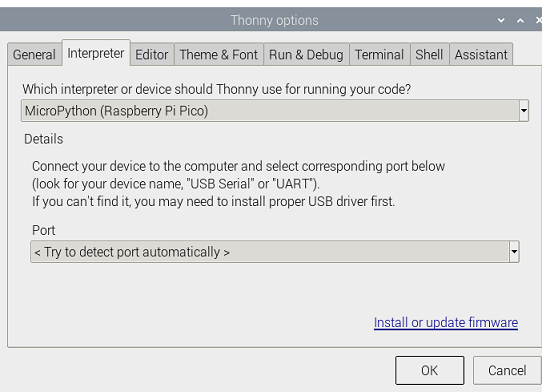 Thonny options
General Interpreter Editor Theme & Font Run & Debug Terminal Shell Assistant
Which interpreter or device should Thonny use for running your code?
MicroPython (Raspberry Pi Pico)
Details
Connect your device to the computer and select corresponding port below
(look for your device name, "USB Serial" or "UART").
If you can't find it, you may need to install proper USB driver first.
Port
< Try to detect port automatically >
Install or update firmware
OK Cancel